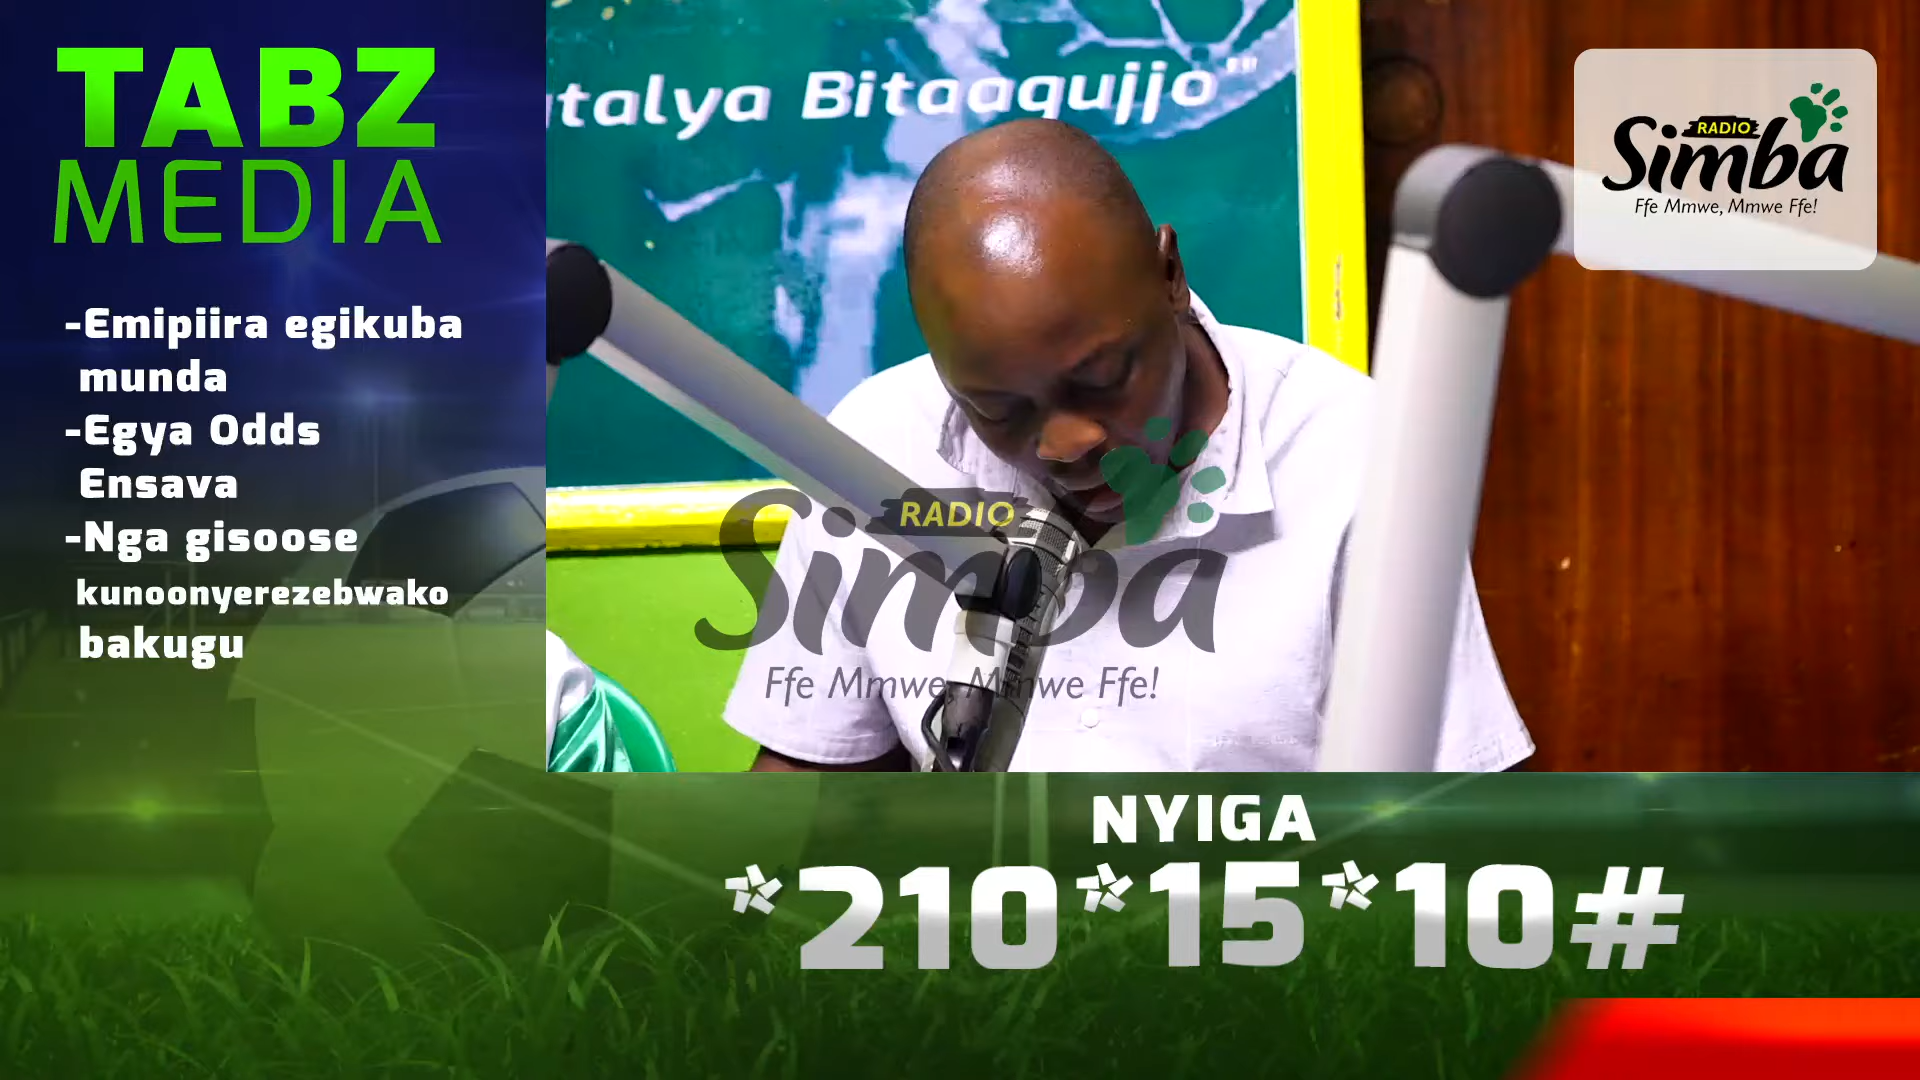 TABZ
MEDIA
-Emipiira egikuba
munda
-Egya Odds
Ensava
-Nga gisoose
kunoonyerezebwako
bakugu
Bitaagujjo"
RADIO
Simba
Ffe Mmwe, Mmwe Ffe!
RADIO
Simba
Ffe Mmwe, Mmwe Ffe!
NYIGA
*210*15*10#